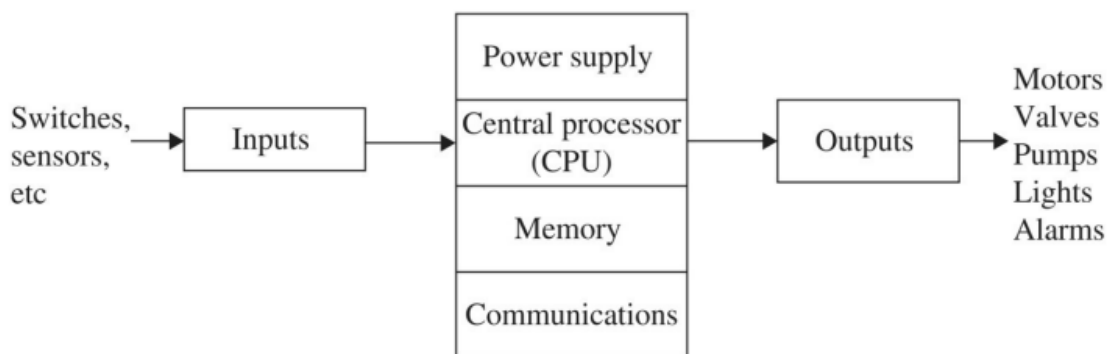 Switches,
sensors,
etc
Inputs
Power supply
Central processor
(CPU)
Memory
Communications
Outputs
Motors
Valves
Pumps
Lights
Alarms